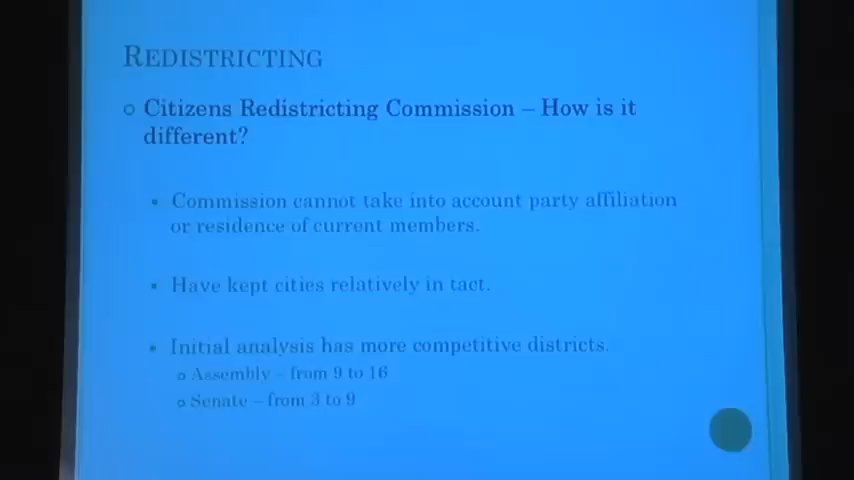 REDISTRICTING
Citizens Redistricting Commission – How is it
different?
Commission cannot take into account party affiliation
or residence of current members.
Have kept cities relatively in tact.
Initial analysis has more competitive districts.
Assembly – from 9 to 16
Senate – from 3 to 9